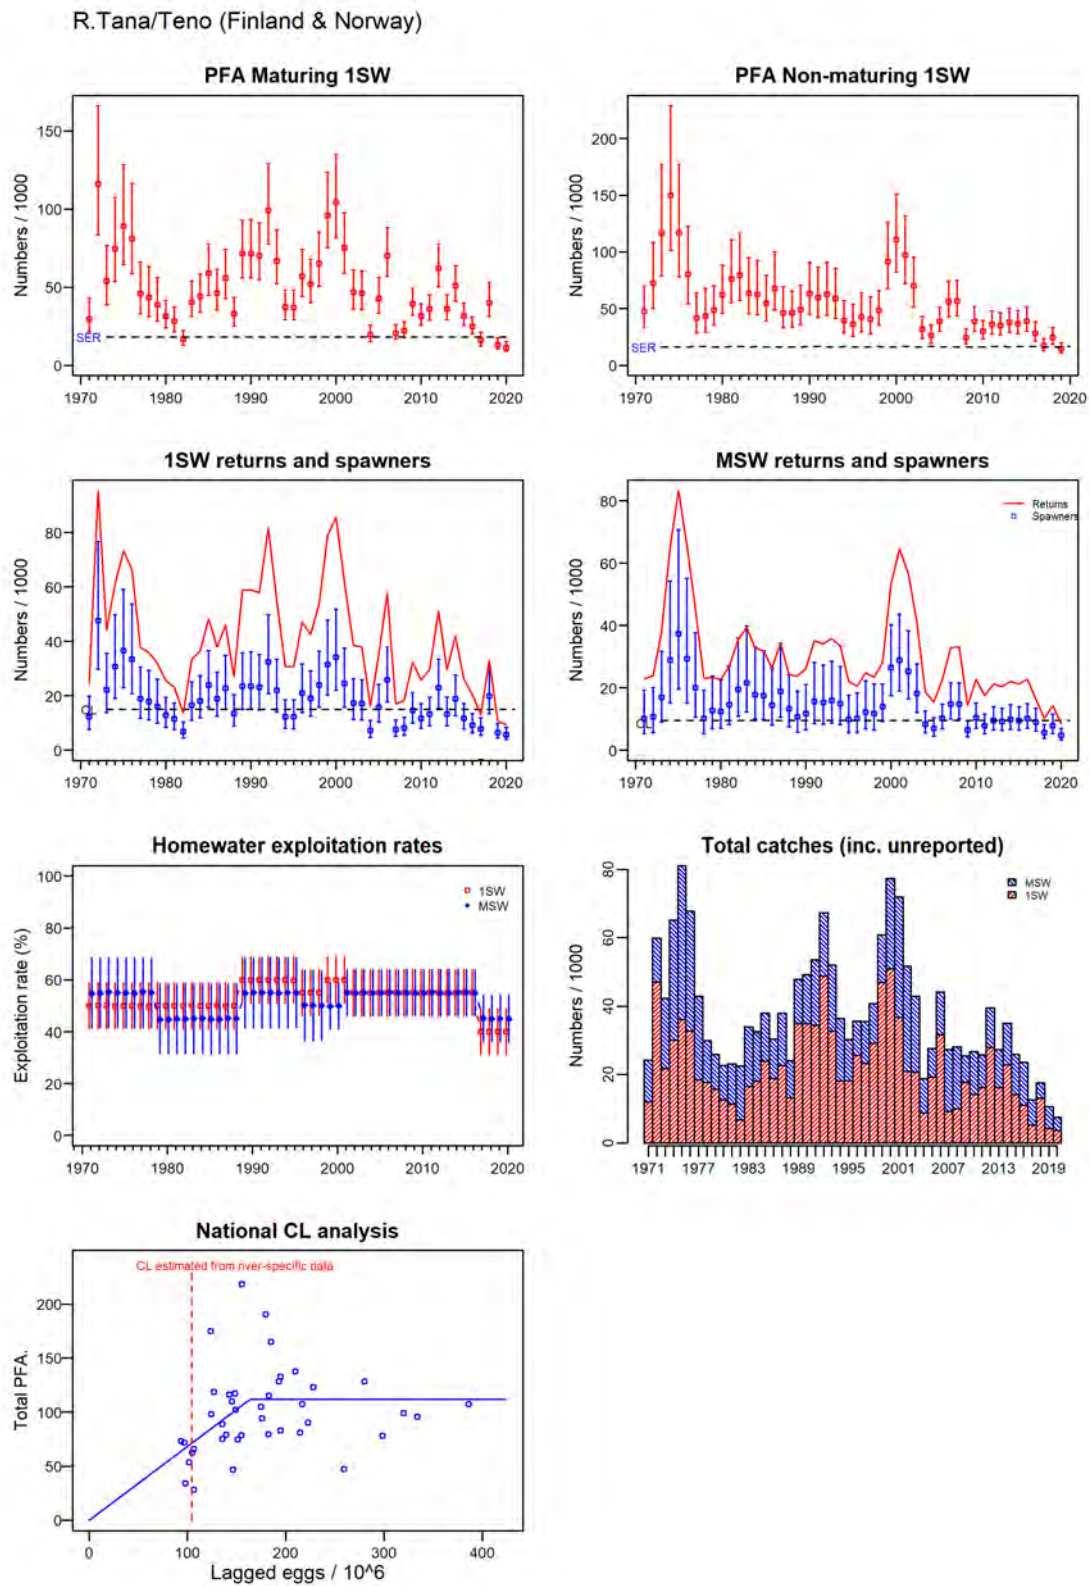 R.Tana/Teno (Finland & Norway)
PFA Maturing 1SW
Numbers / 1000
150
100
50
0
SER
1970 1980 1990 2000 2010 2020
PFA Non-maturing 1SW
Numbers / 1000
200
150
100
50
0
SER
1970 1980 1990 2000 2010 2020
1SW returns and spawners
Numbers / 1000
80
60
40
20
0
1970 1980 1990 2000 2010 2020
MSW returns and spawners
Numbers / 1000
80
60
40
20
0
Returns
Spawners
1970 1980 1990 2000 2010 2020
Homewater exploitation rates
Exploitation rate (%)
100
80
60
40
20
0
1SW
MSW
1970 1980 1990 2000 2010 2020
Total catches (inc. unreported)
Numbers / 1000
80
60
40
20
0
MSW
1SW
1971 1977 1983 1989 1995 2001 2007 2013 2019
National CL analysis
CL estimated from river-specific data
Total PFA.
200
150
100
50
0
0 100 200 300 400
Lagged eggs / 10^6